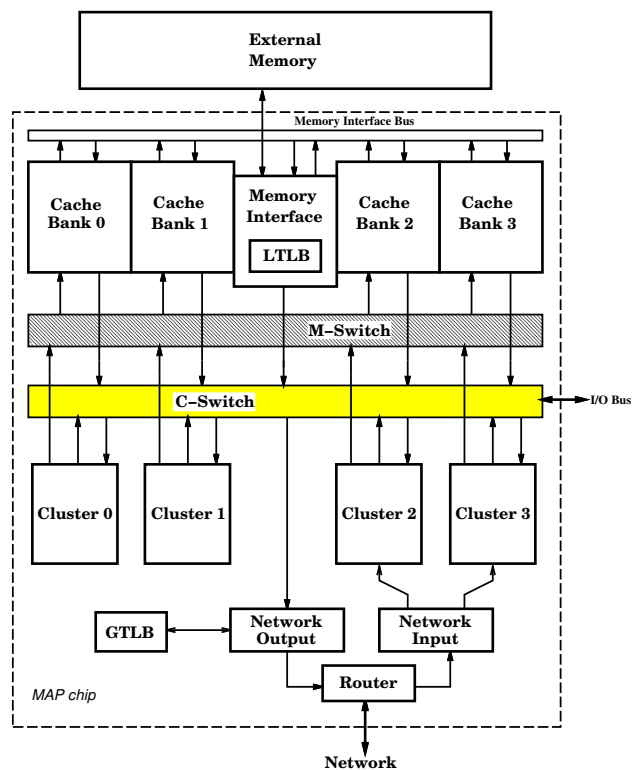 External
Memory
Memory Interface Bus
Cache
Bank 0
Cache
Bank 1
Memory
Interface
LTLB
Cache
Bank 2
Cache
Bank 3
M–Switch
C–Switch
I/O Bus
Cluster 0
Cluster 1
Cluster 2
Cluster 3
GTLB
Network
Output
Network
Input
Router
MAP chip
Network